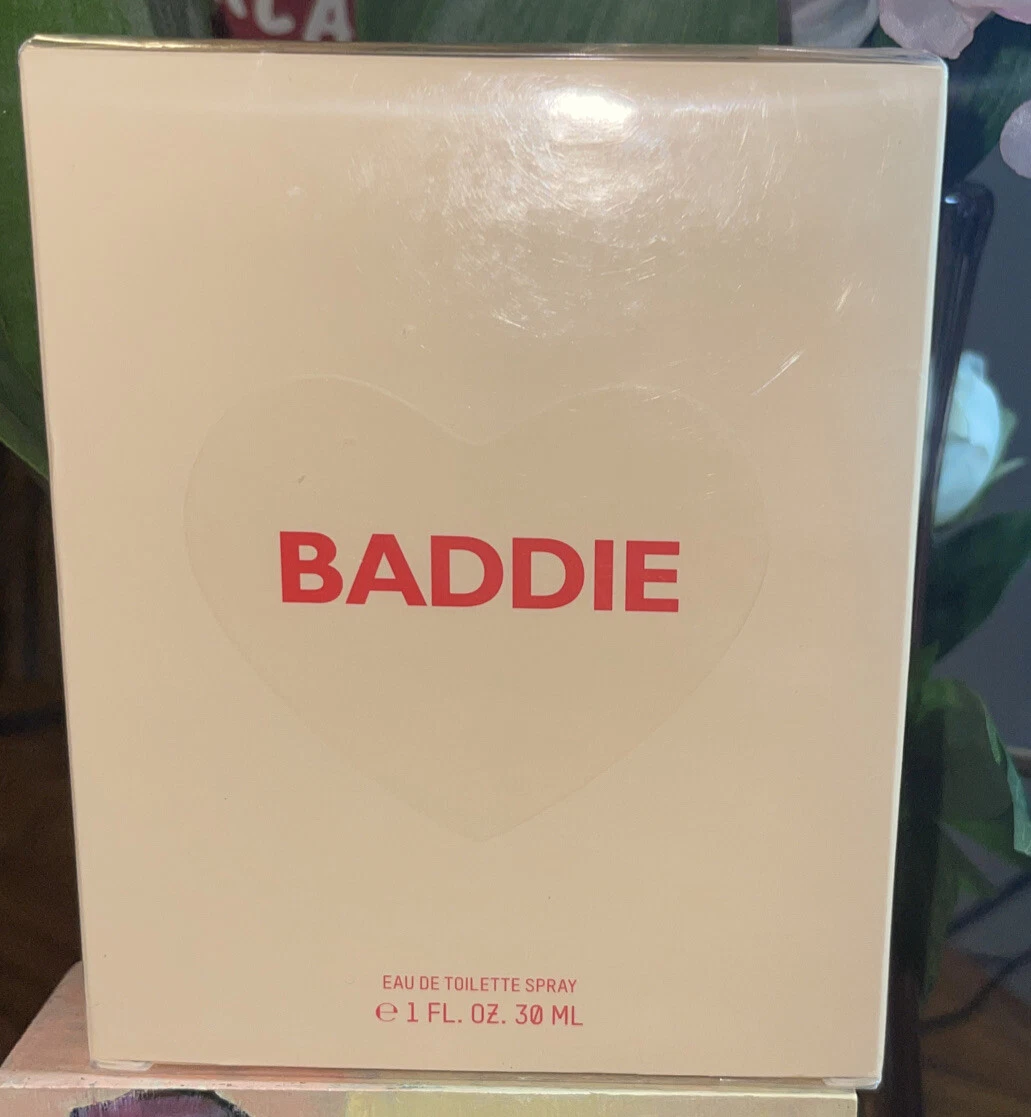 BADDIE
EAU DE TOILETTE SPRAY
℮ 1 FL. OZ. 30 ML